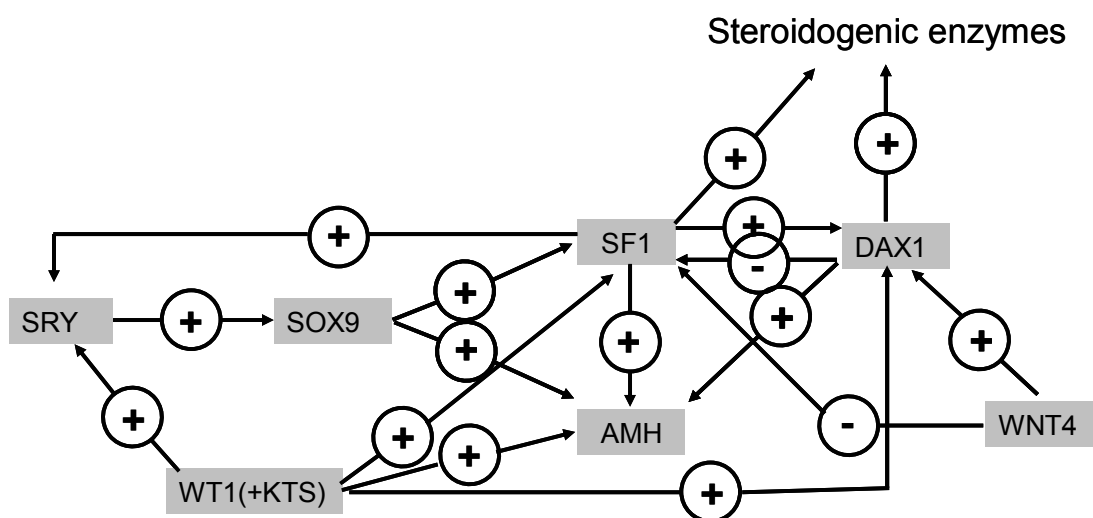 Steroidogenic enzymes
+
+
+
+
SF1
DAX1
-
+
+
SRY
+
SOX9
+
+
+
+
AMH
-
WNT4
+
+
WT1(+KTS)
+